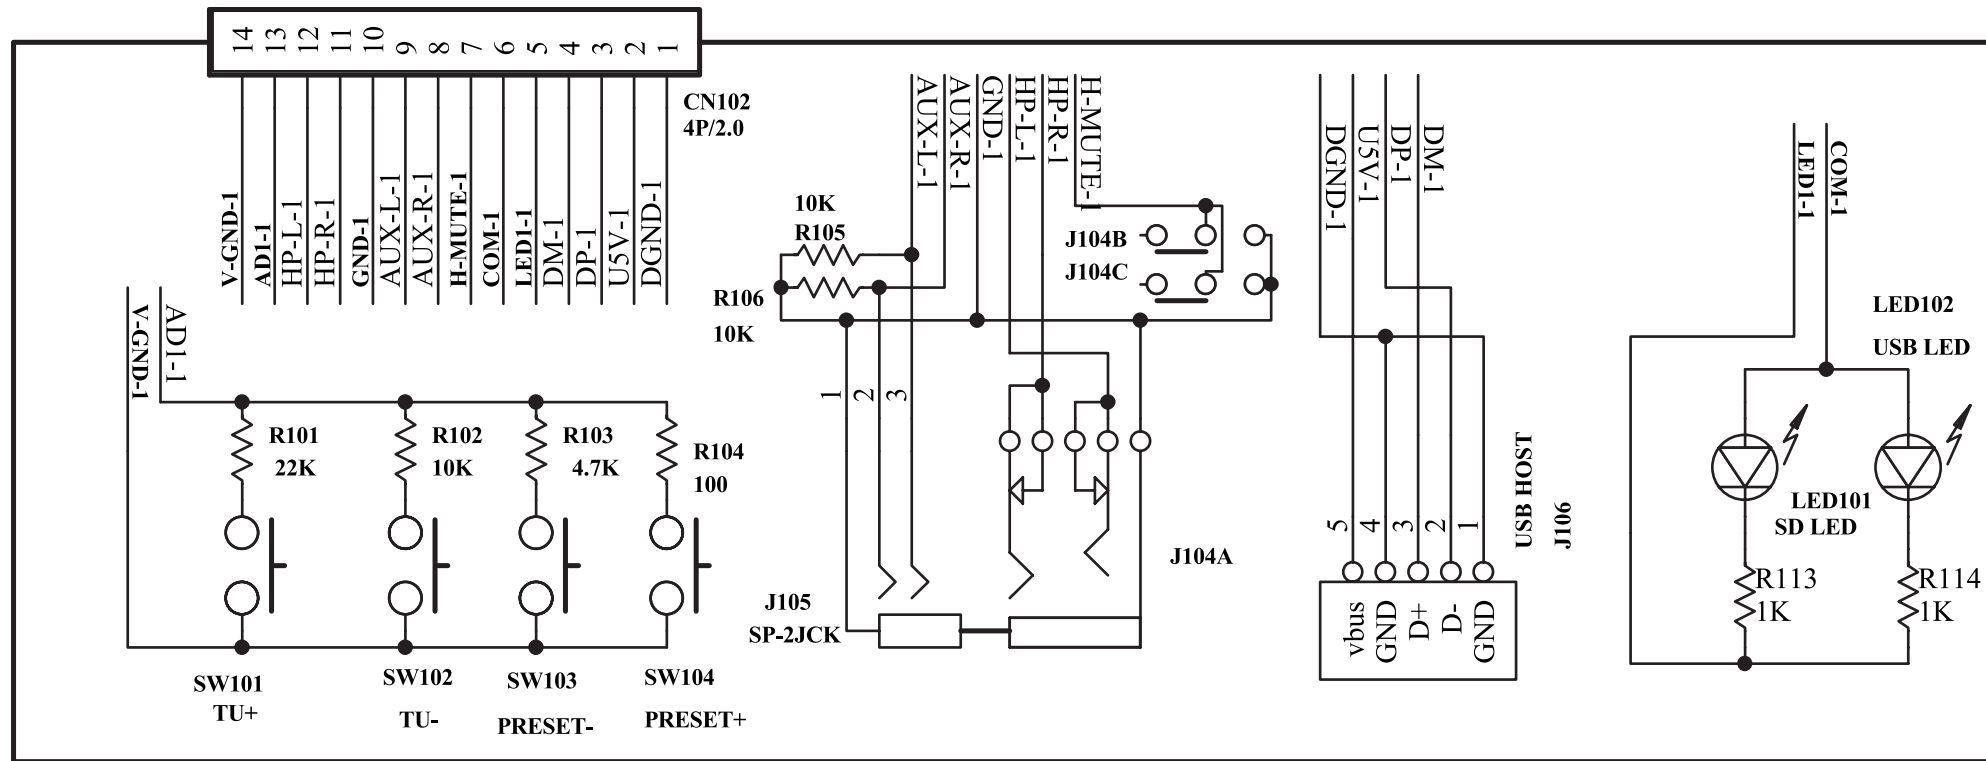 14
13
12
11
10
9
8
7
6
5
4
3
2
1
CN102
4P/2.0
V-GND-1
AD1-1
HP-L-1
HP-R-1
GND-1
AUX-L-1
AUX-R-1
H-MUTE-1
COM-1
LED1-1
DM-1
DP-1
U5V-1
DGND-1
V-GND-1
AD1-1
R101
22K
R102
10K
R103
4.7K
R104
100
SW101
TU+
SW102
TU-
SW103
PRESET-
SW104
PRESET+
AUX-L-1
AUX-R-1
GND-1
HP-L-1
HP-R-1
H-MUTE-1
10K
R105
R106
10K
J104B
J104C
1
2
3
J104A
J105
SP-2JCK
DGND-1
U5V-1
DP-1
DM-1
5
4
3
2
1
USB HOST
J106
vbus
GND
D+
D-
GND
LED1-1
COM-1
LED102
USB LED
LED101
SD LED
R113
1K
R114
1K